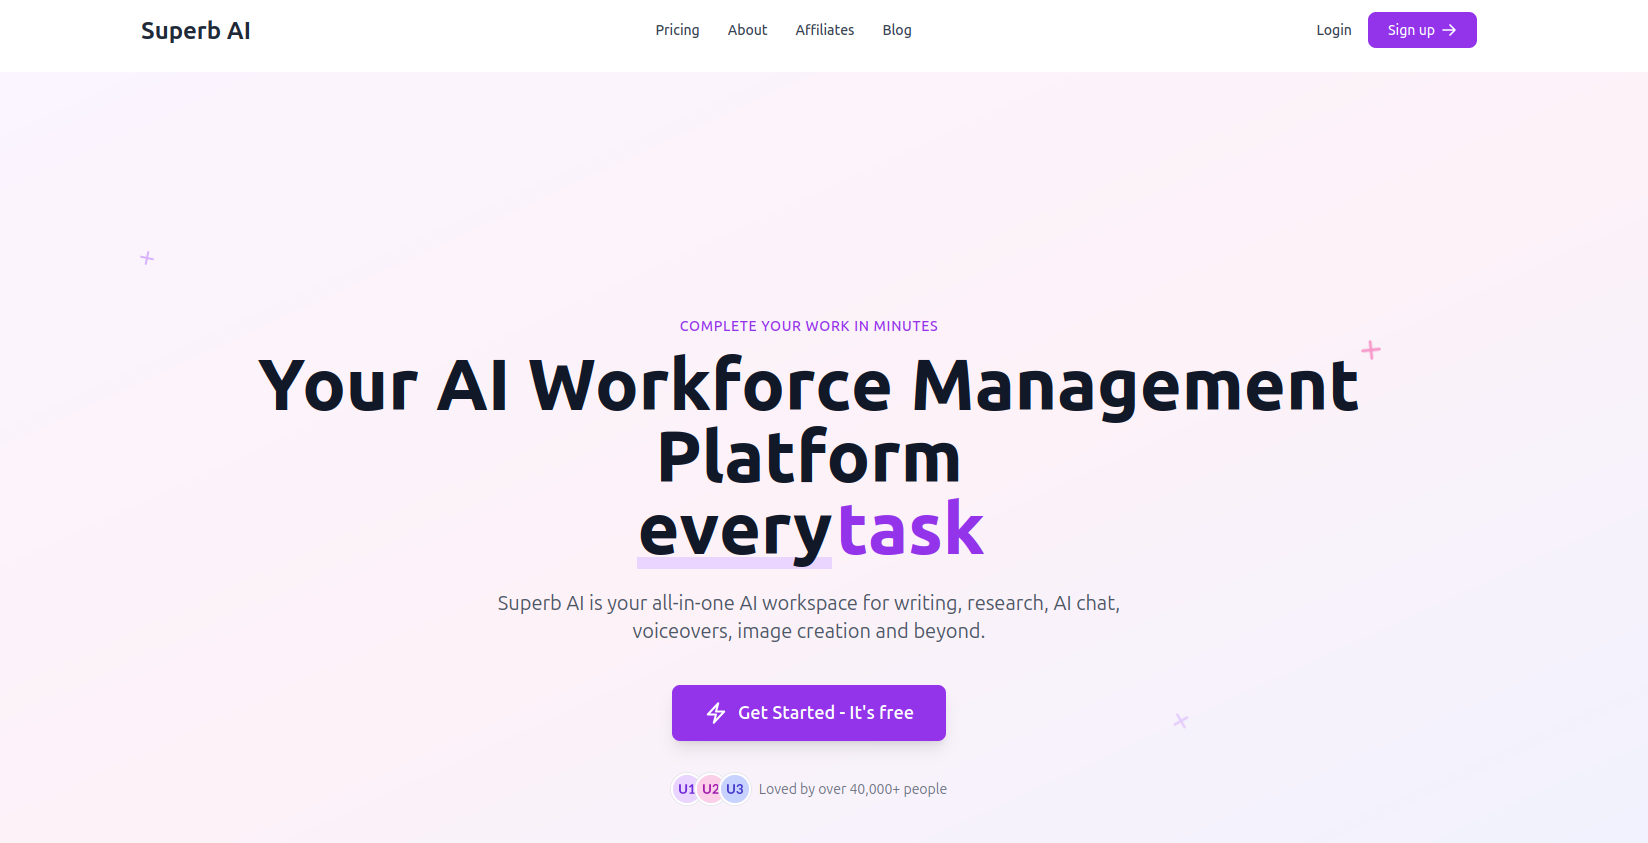 Superb AI
Pricing
About
Affiliates
Blog
Login
Sign up
COMPLETE YOUR WORK IN MINUTES
Your AI Workforce Management
Platform
everytask
Superb AI is your all-in-one AI workspace for writing, research, AI chat,
voiceovers, image creation and beyond.
Get Started - It's free
U1 U2 U3 Loved by over 40,000+ people